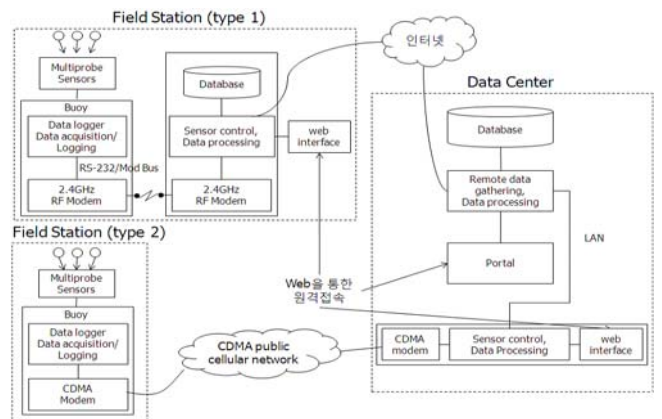 Field Station (type 1)
Multiprobe
Sensors
Buoy
Data logger
Data acquisition/
Logging
RS-232/Mod Bus
2.4GHz
RF Modem
Database
Sensor control,
Data processing
web
interface
2.4GHz
RF Modem
인터넷
Data Center
Database
Remote data
gathering,
Data processing
LAN
Portal
Web을 통한
원격접속
CDMA
modem
Sensor control,
Data Processing
web
interface
Field Station (type 2)
Multiprobe
Sensors
Buoy
Data logger
Data acquisition/
Logging
CDMA
Modem
CDMA public
cellular network